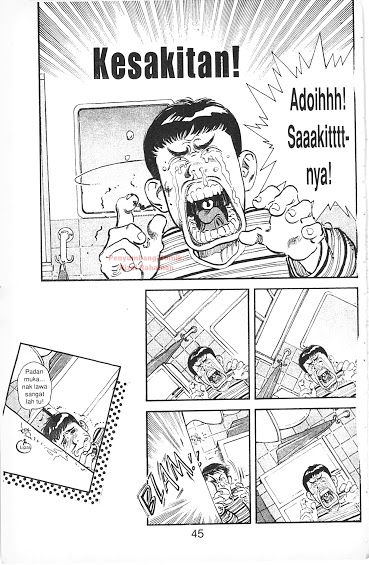 Kesakitan!
Adoihhh!
Saaakitttt-
nya!
Padan
muka...
nak lawa
sangat
lah tu!
BLAM!
45